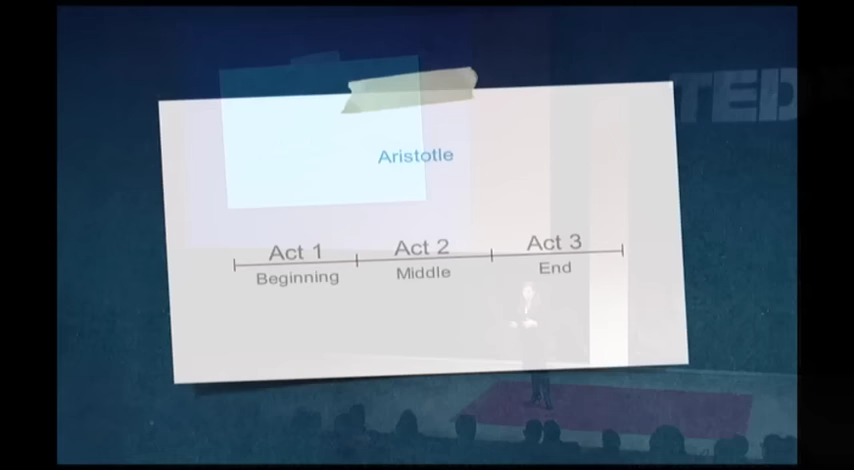 TED
Aristotle
Act 1 Act 2 Act 3
Beginning Middle End